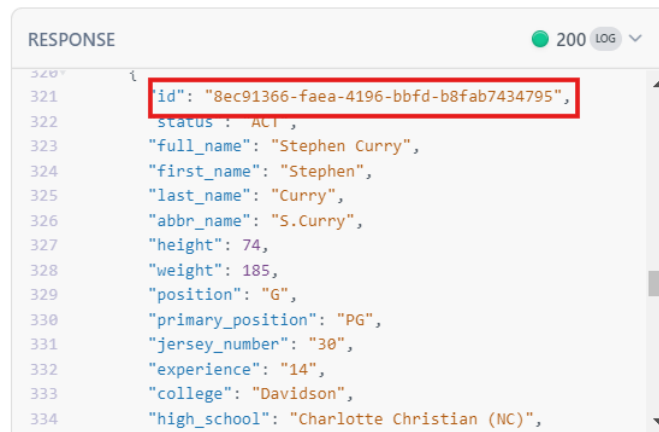 RESPONSE 200 LOG
320 {
321 "id": "8ec91366-faea-4196-bbfd-b8fab7434795",
322 "status": "ACT",
323 "full_name": "Stephen Curry",
324 "first_name": "Stephen",
325 "last_name": "Curry",
326 "abbr_name": "S.Curry",
327 "height": 74,
328 "weight": 185,
329 "position": "G",
330 "primary_position": "PG",
331 "jersey_number": "30",
332 "experience": "14",
333 "college": "Davidson",
334 "high_school": "Charlotte Christian (NC)",